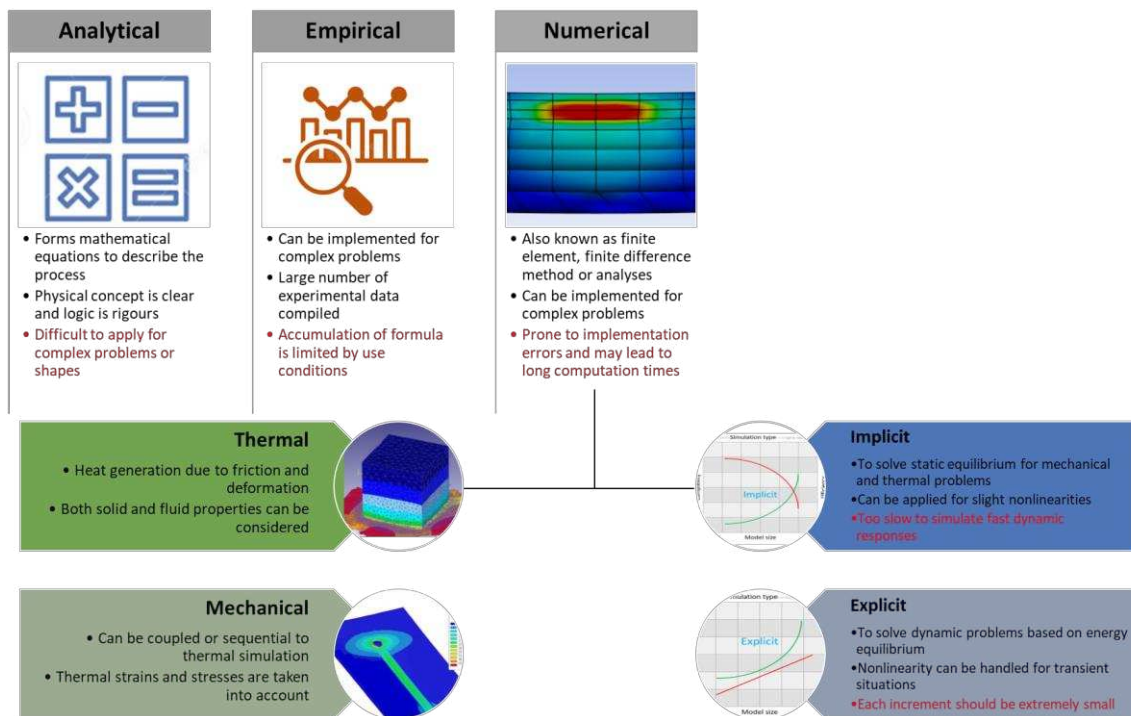 Analytical
Empirical
Numerical
• Forms mathematical
equations to describe the
process
• Physical concept is clear
and logic is rigours
• Difficult to apply for
complex problems or
shapes
• Can be implemented for
complex problems
• Large number of
experimental data
compiled
• Accumulation of formula
is limited by use
conditions
• Also known as finite
element, finite difference
method or analyses
• Can be implemented for
complex problems
• Prone to implementation
errors and may lead to
long computation times
Thermal
• Heat generation due to friction and
deformation
• Both solid and fluid properties can be
considered
Simulation type
Implicit
Model size
Implicit
•To solve static equilibrium for mechanical
and thermal problems
•Can be applied for slight nonlinearities
•Too slow to simulate fast dynamic
responses
Mechanical
• Can be coupled or sequential to
thermal simulation
• Thermal strains and stresses are taken
into account
Simulation type
Explicit
Model size
Explicit
•To solve dynamic problems based on energy
equilibrium
•Nonlinearity can be handled for transient
situations
•Each increment should be extremely small